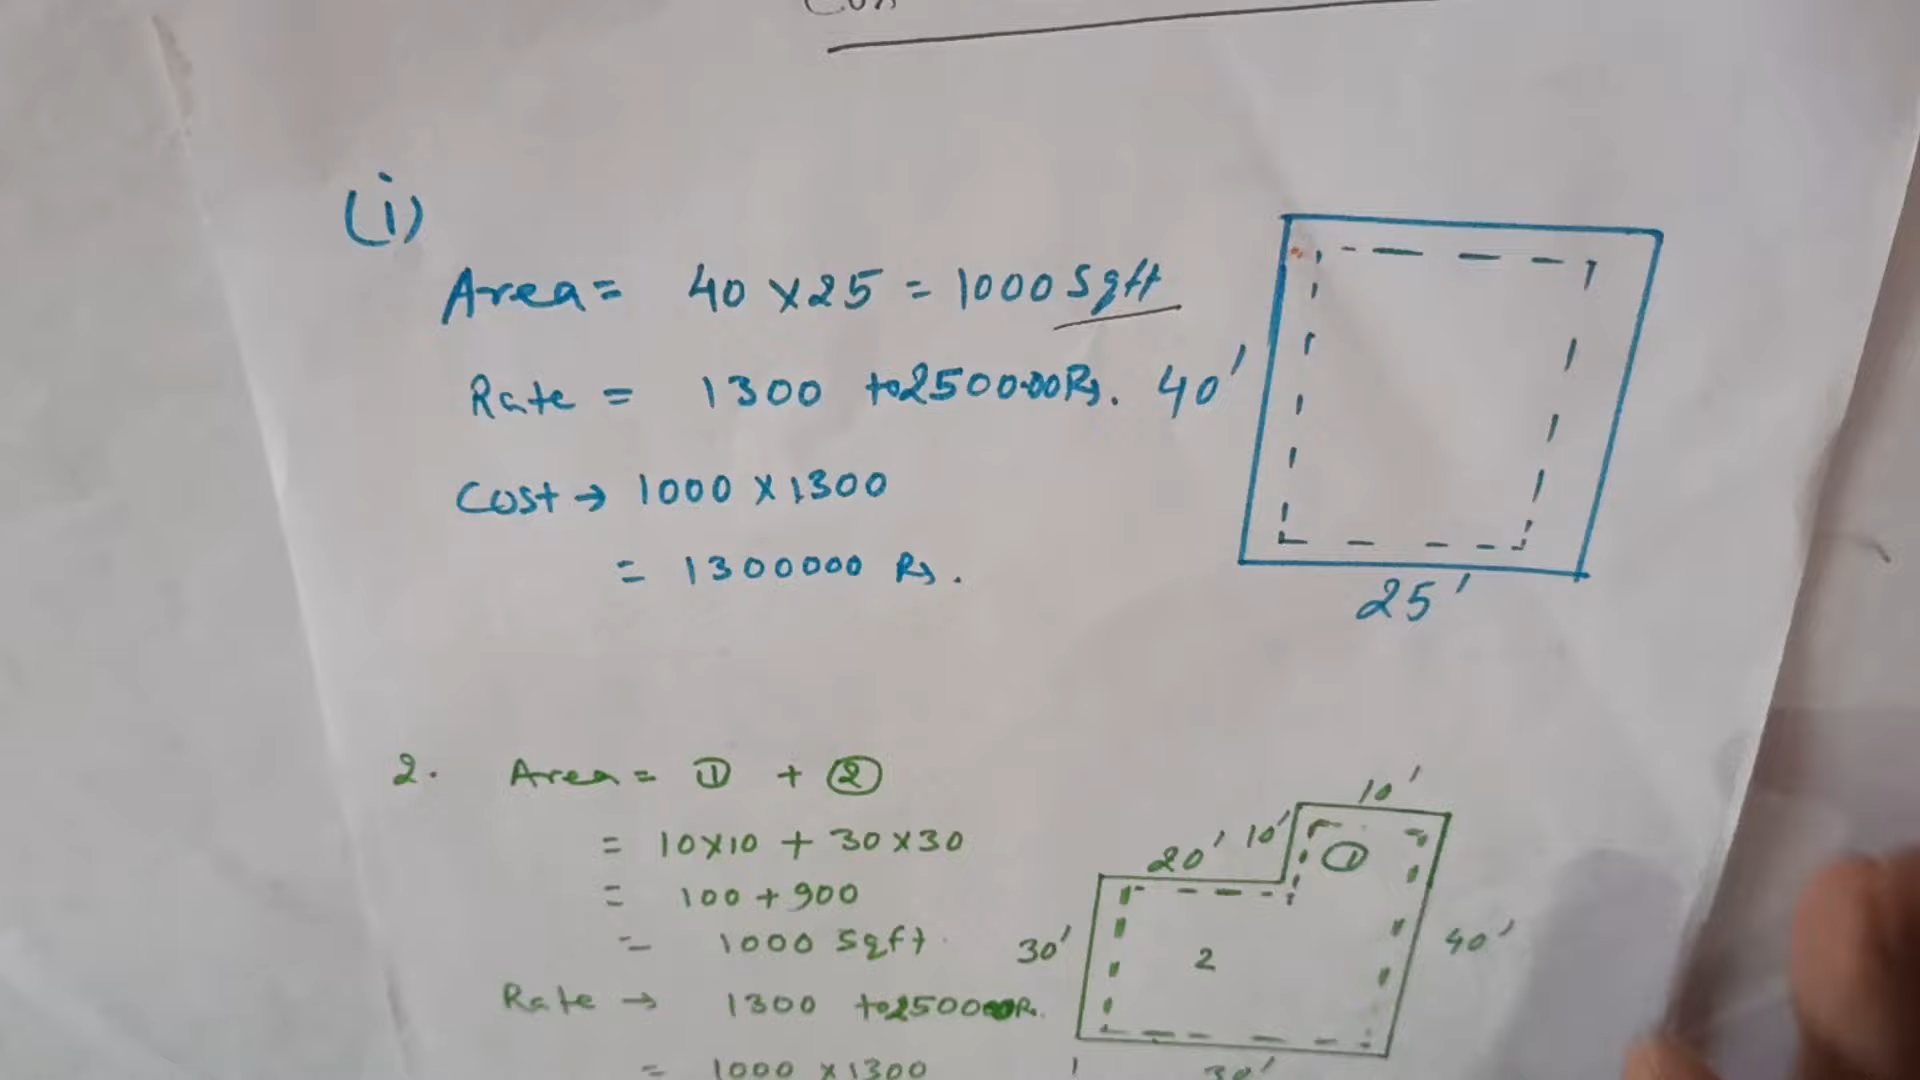 (i)
Area = 40 x 25 = 1000 Sqft
Rate = 1300 to 2500.00 Rs.
40'
Cost → 1000 x 1300
= 1300000 Rs.
25'
2. Area = ① + ②
= 10x10 + 30x30
= 100 + 900
= 1000 Sqft.
Rate → 1300 to 2500 R.
= 1000 x 1300
10'
20' 10' ①
30' 2 40'
30'